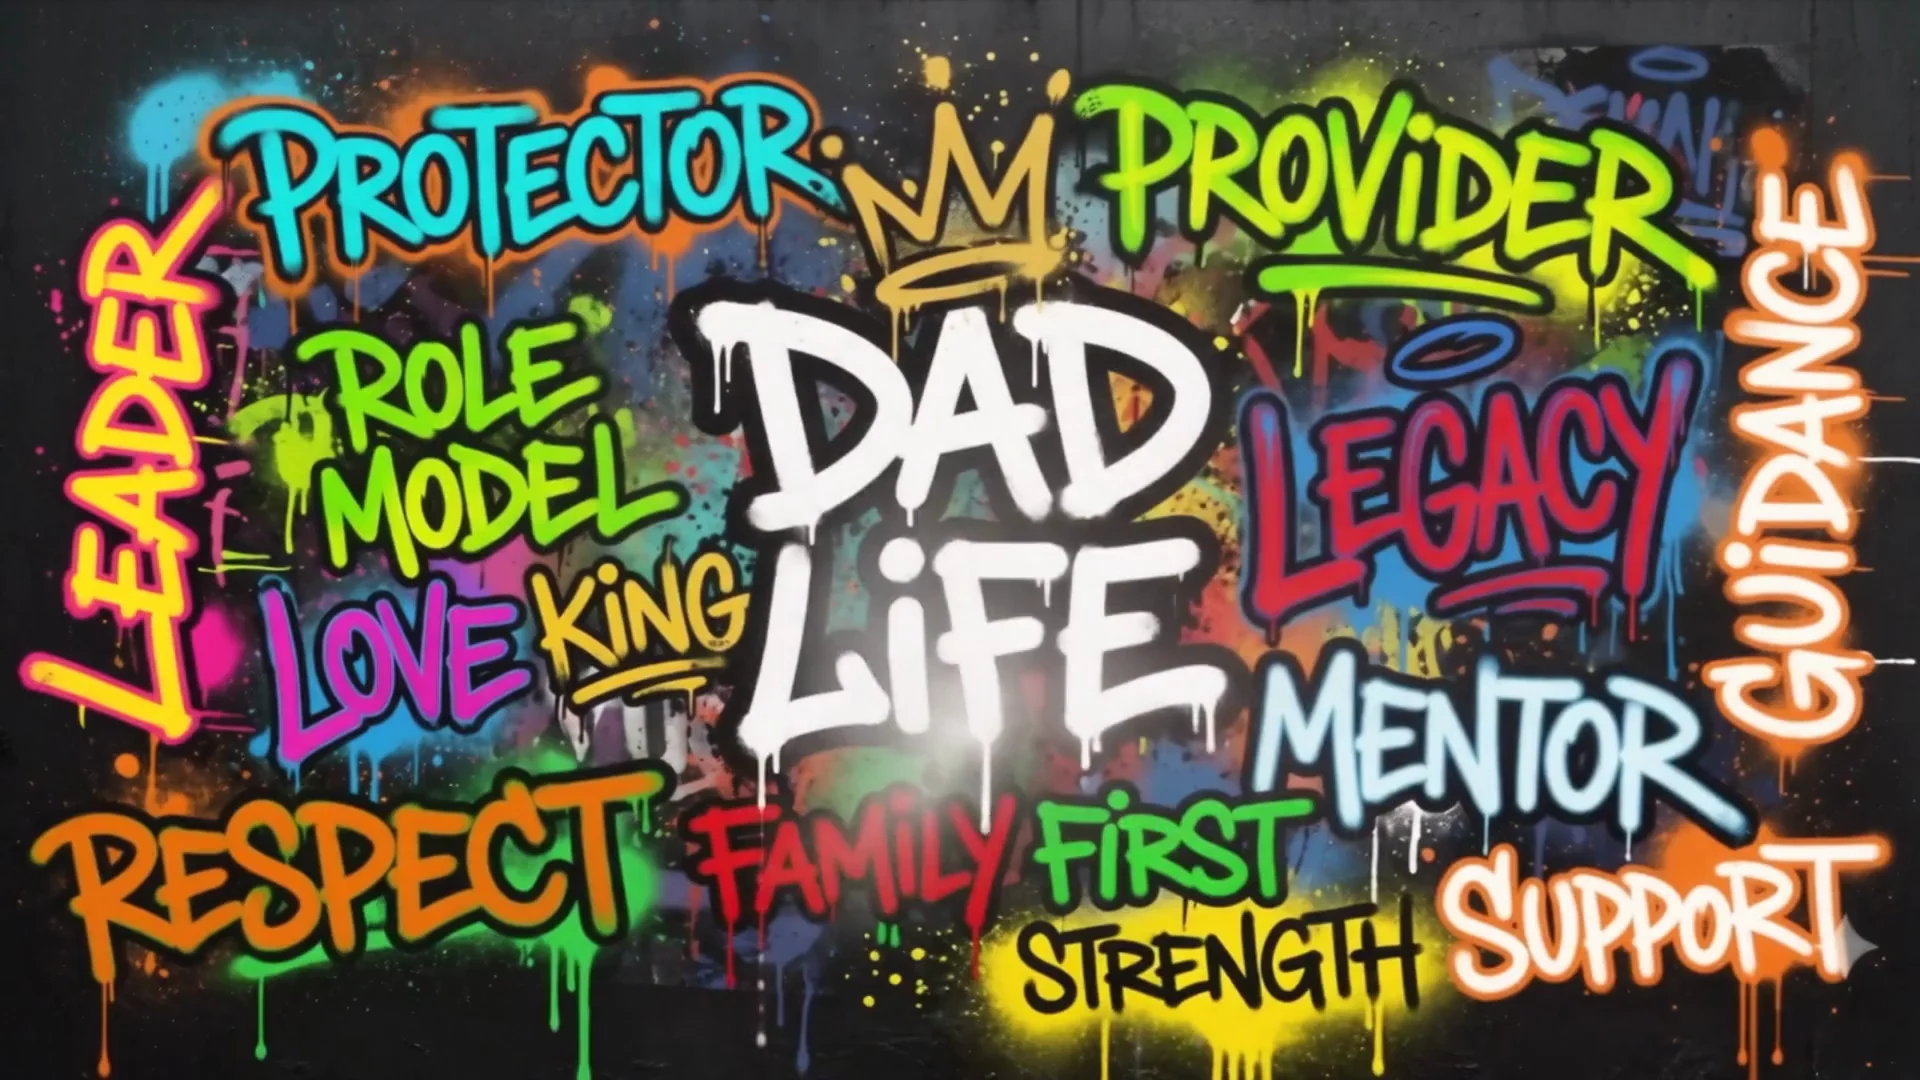 PROTECTOR
PROVIDER
LEADER
ROLE
MODEL
DAD
LIFE
LEGACY
GUIDANCE
LOVE
KING
MENTOR
RESPECT
FAMILY FIRST
STRENGTH
SUPPORT